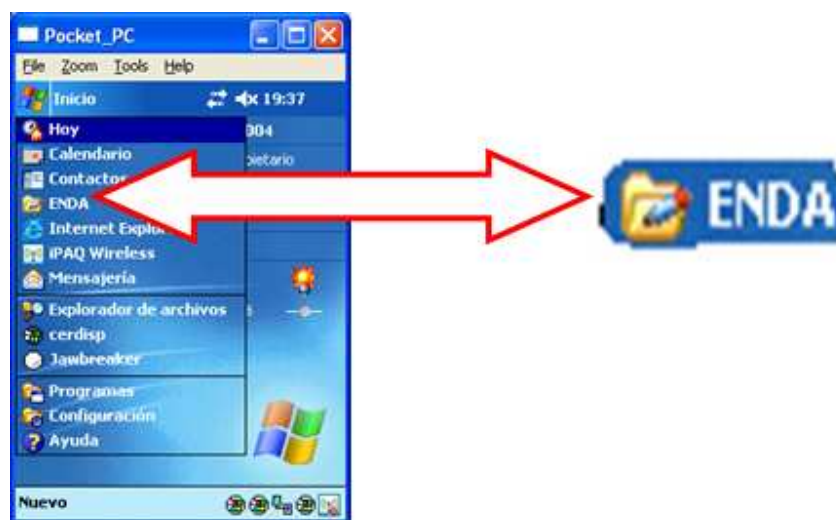 Pocket_PC
File Zoom Tools Help
Inicio 19:37
Hoy
004
Calendario
pietario
Contactos
ENDA
Internet Explor
iPAQ Wireless
Mensajería
Explorador de archivos
cerdisp
Jawbreaker
Programas
Configuración
Ayuda
Nuevo
ENDA